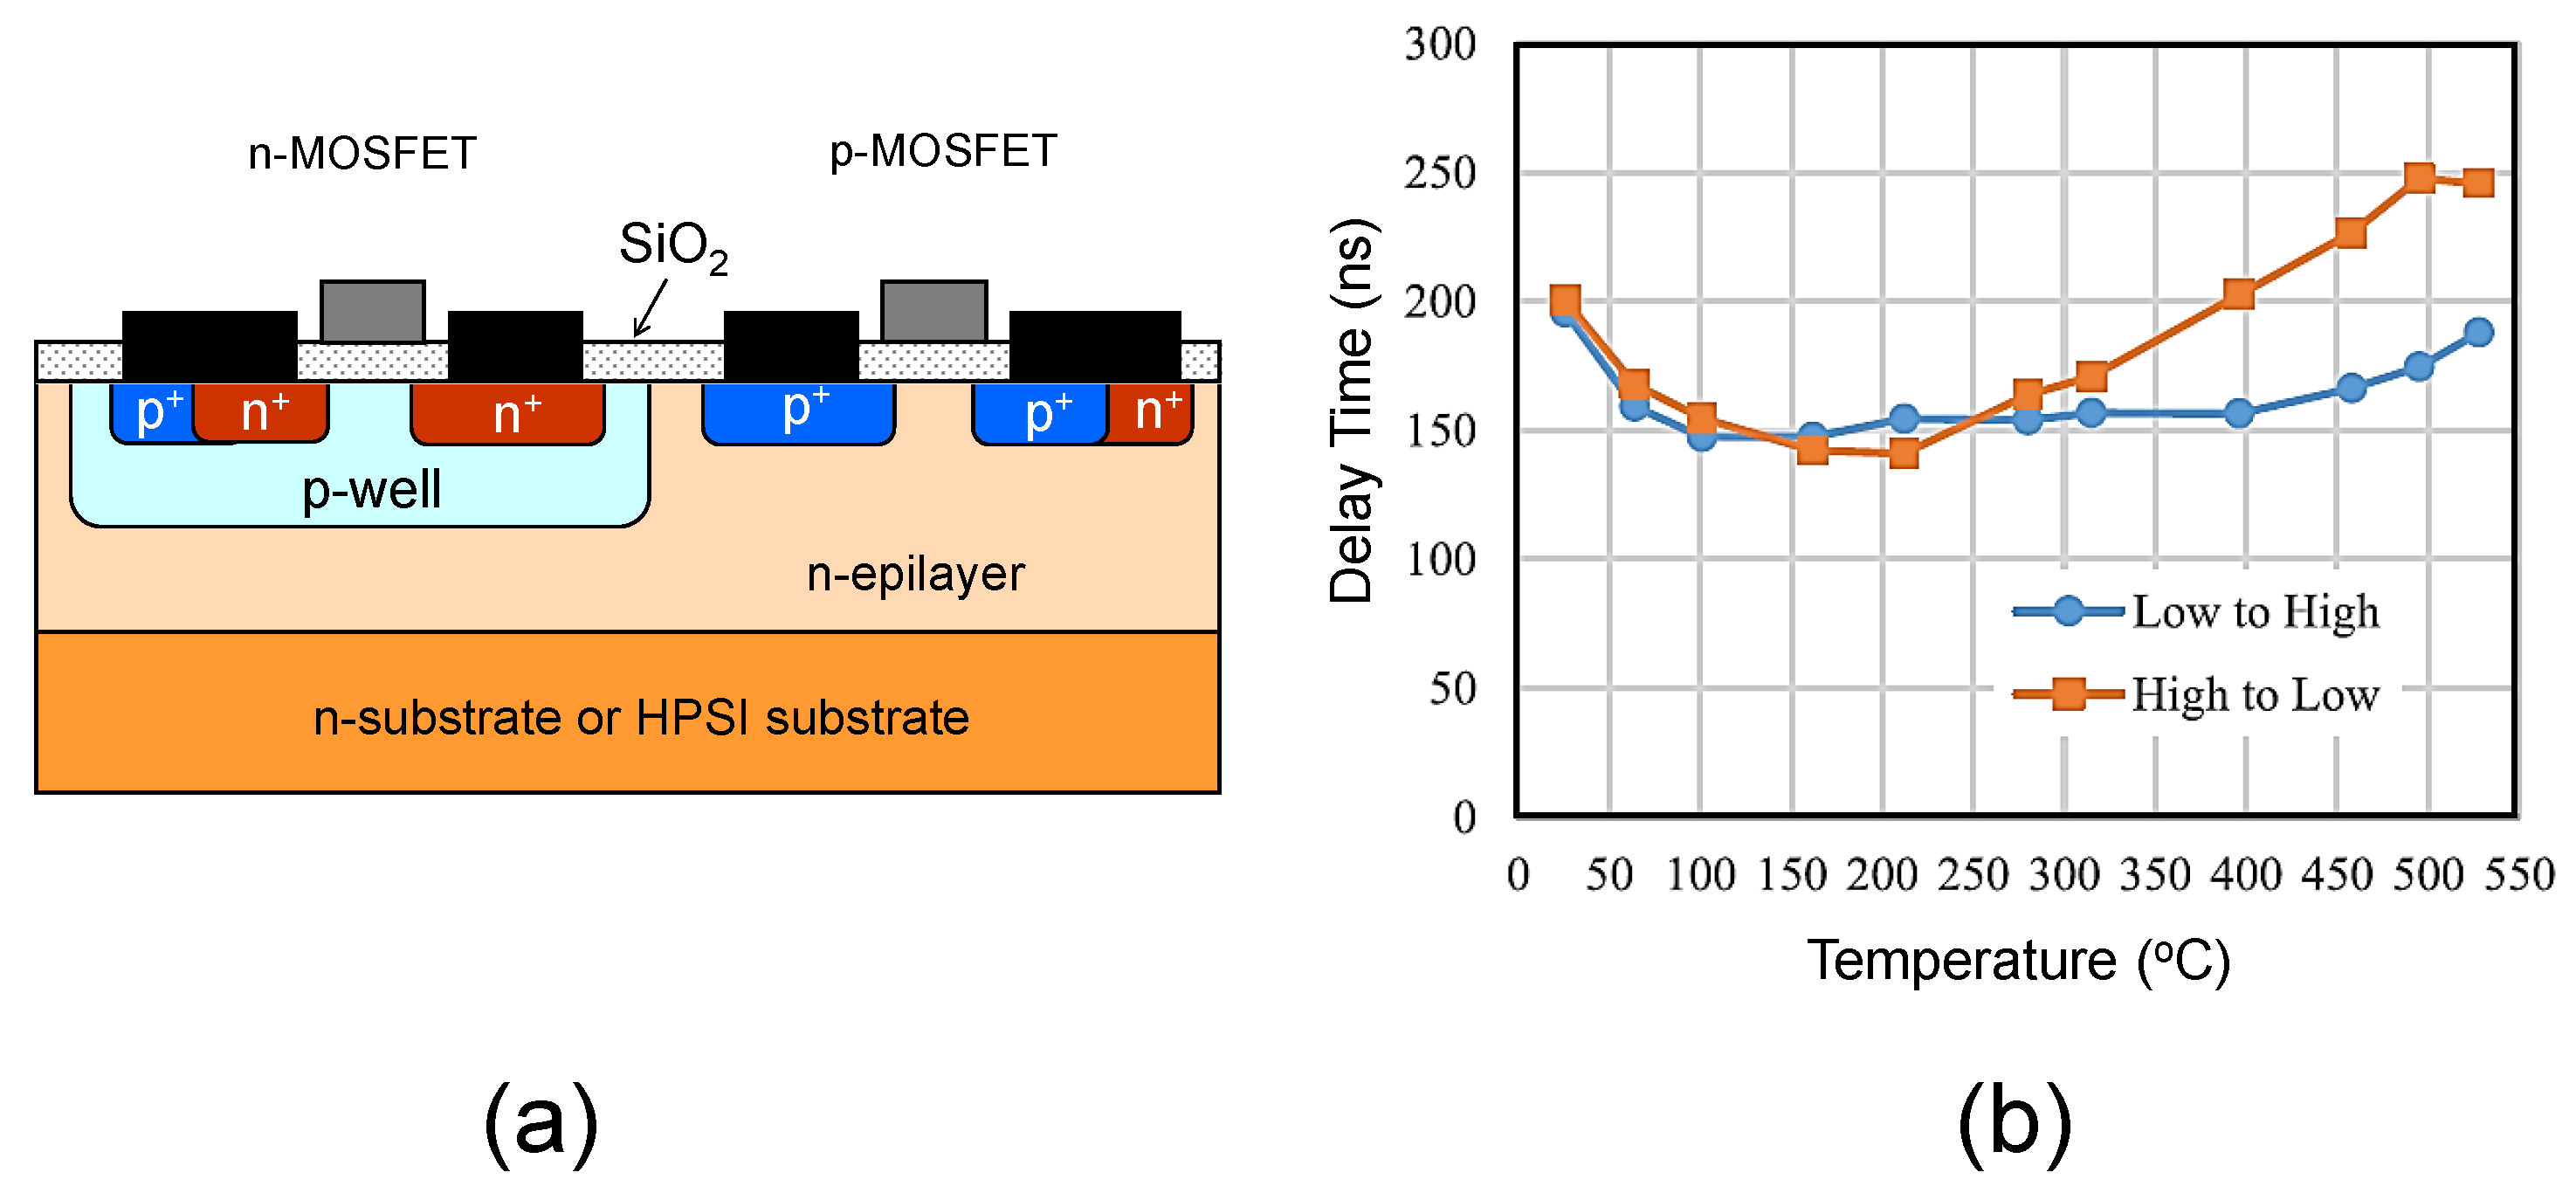 n-MOSFET
p-MOSFET
SiO₂
p⁺
n⁺
n⁺
p⁺
p⁺
n⁺
p-well
n-epilayer
n-substrate or HPSI substrate
(a)
Delay Time (ns)
300
250
200
150
100
50
0
Low to High
High to Low
0 50 100 150 200 250 300 350 400 450 500 550
Temperature (ºC)
(b)